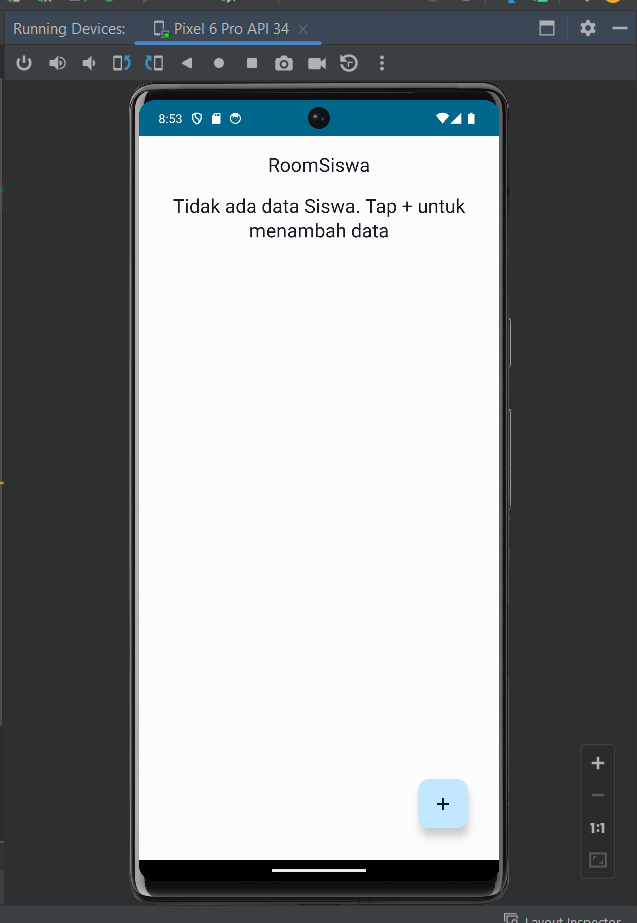 Running Devices: Pixel 6 Pro API 34
8:53
RoomSiswa
Tidak ada data Siswa. Tap + untuk
menambah data
+
+
1:1
Layout Inspector